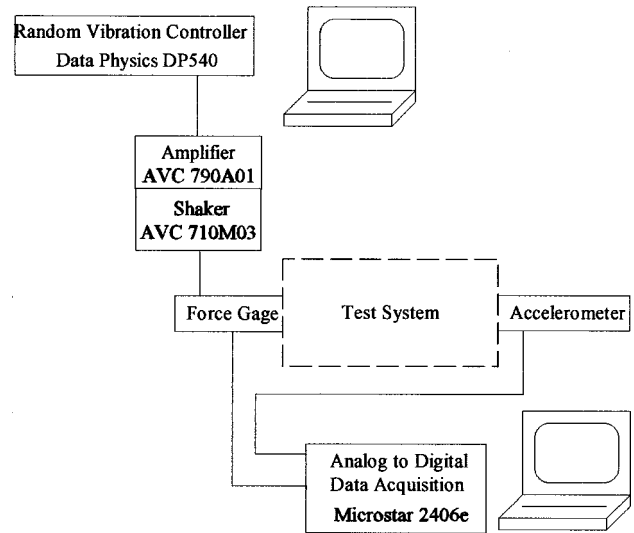 Random Vibration Controller
Data Physics DP540
Amplifier
AVC 790A01
Shaker
AVC 710M03
Force Gage
Test System
Accelerometer
Analog to Digital
Data Acquisition
Microstar 2406e